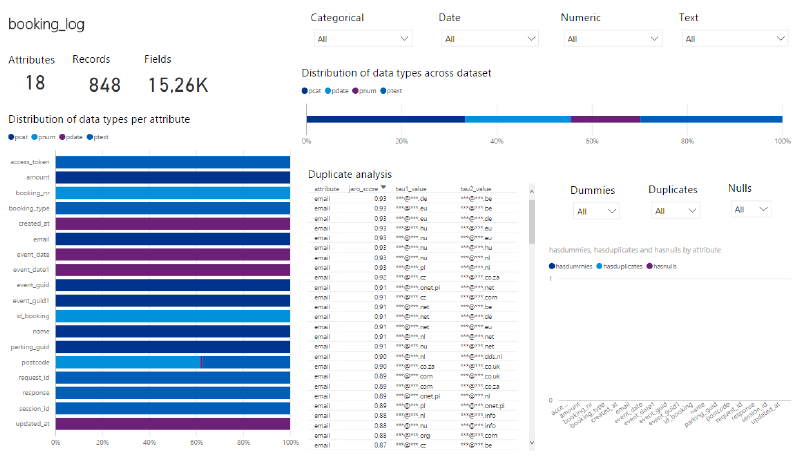 booking_log
Attributes Records Fields
18 848 15,26K
Categorical Date Numeric Text
All All All All
Distribution of data types across dataset
pcat pdate pnum ptext
0% 20% 40% 60% 80% 100%
Distribution of data types per attribute
pcat pnum pdate ptext
access_token
amount
booking_nr
booking_type
created_at
email
event_date
event_date1
event_guid
event_guid1
id_booking
name
parking_guid
postcode
request_id
response
session_id
updated_at
0% 20% 40% 60% 80% 100%
Duplicate analysis
attribute jaro_score tau1_value tau2_value
email 0,93 ***@***.de ***@***.be
email 0,93 ***@***.eu ***@***.be
email 0,93 ***@***.eu ***@***.de
email 0,93 ***@***.hu ***@***.eu
email 0,93 ***@***.nu ***@***.eu
email 0,93 ***@***.nu ***@***.hu
email 0,93 ***@***.nu ***@***.nl
email 0,93 ***@***.pl ***@***.nl
email 0,92 ***@***.cz ***@***.co.za
email 0,91 ***@***.onet.pl ***@***.net
email 0,91 ***@***.cz ***@***.com
email 0,91 ***@***.net ***@***.be
email 0,91 ***@***.net ***@***.de
email 0,91 ***@***.net ***@***.eu
email 0,91 ***@***.nl ***@***.net
email 0,91 ***@***.nu ***@***.net
email 0,90 ***@***.nl ***@***.dds.nl
email 0,90 ***@***.co.za ***@***.co.uk
email 0,89 ***@***.com ***@***.co.uk
email 0,89 ***@***.com ***@***.co.za
email 0,89 ***@***.onet.pl ***@***.nl
email 0,89 ***@***.pl ***@***.onet.pl
email 0,88 ***@***.nl ***@***.info
email 0,88 ***@***.nu ***@***.info
email 0,88 ***@***.org ***@***.com
email 0,87 ***@***.cz ***@***.be
Dummies Duplicates Nulls
All All All
hasdummies, hasduplicates and hasnulls by attribute
hasdummies hasduplicates hasnulls
1
0
acce... amount booking_nr booking_type created_at email event_date event_date1 event_guid event_guid1 id_booking name parking_guid postcode request_id response session_id updated_at